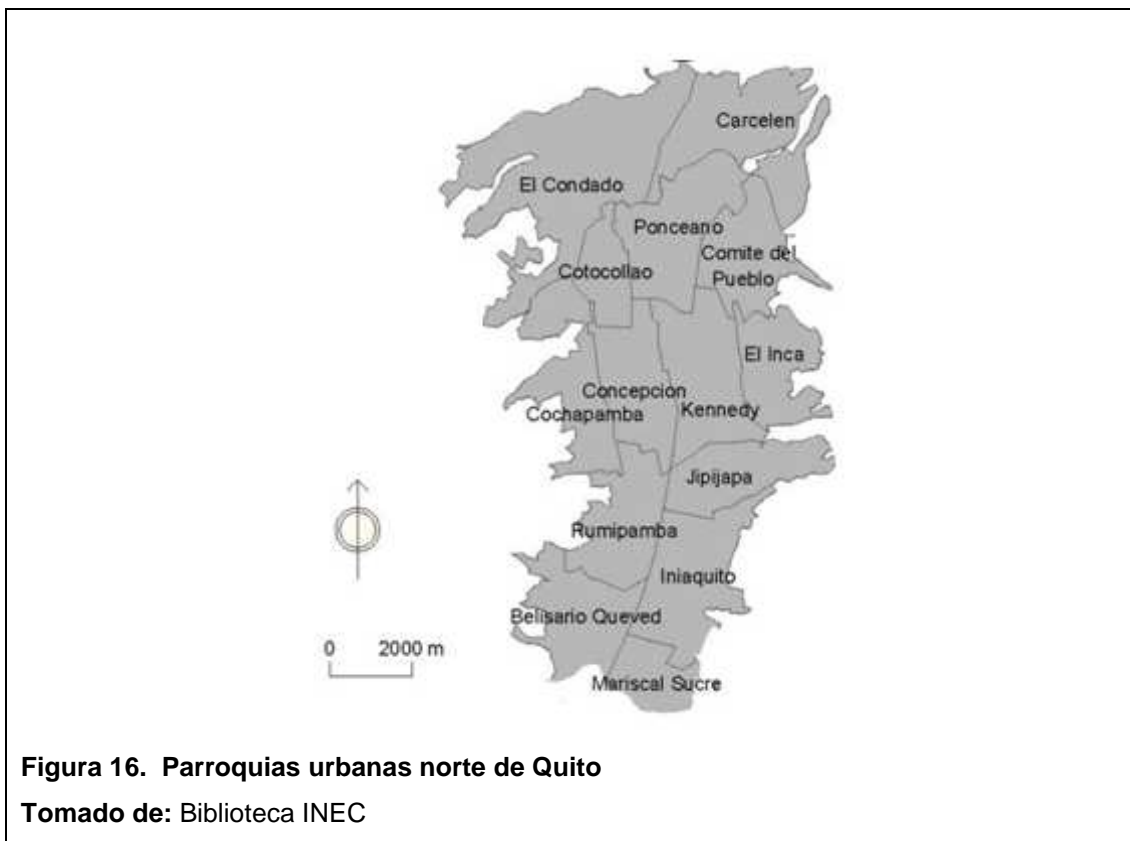 Carcelen
El Condado
Ponceano
Comite del
Pueblo
Cotocollao
El Inca
Concepcion
Cochapamba
Kennedy
Jipijapa
Rumipamba
Iniaquito
Belisario Queved
0 2000 m
Mariscal Sucre
Figura 16. Parroquias urbanas norte de Quito
Tomado de: Biblioteca INEC